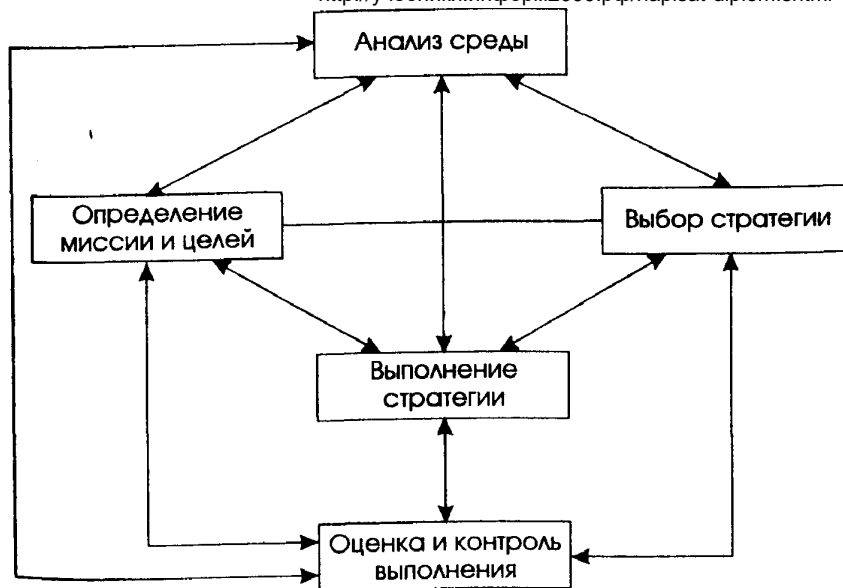 Анализ среды
Определение
миссии и целей
Выбор стратегии
Выполнение
стратегии
Оценка и контроль
выполнения